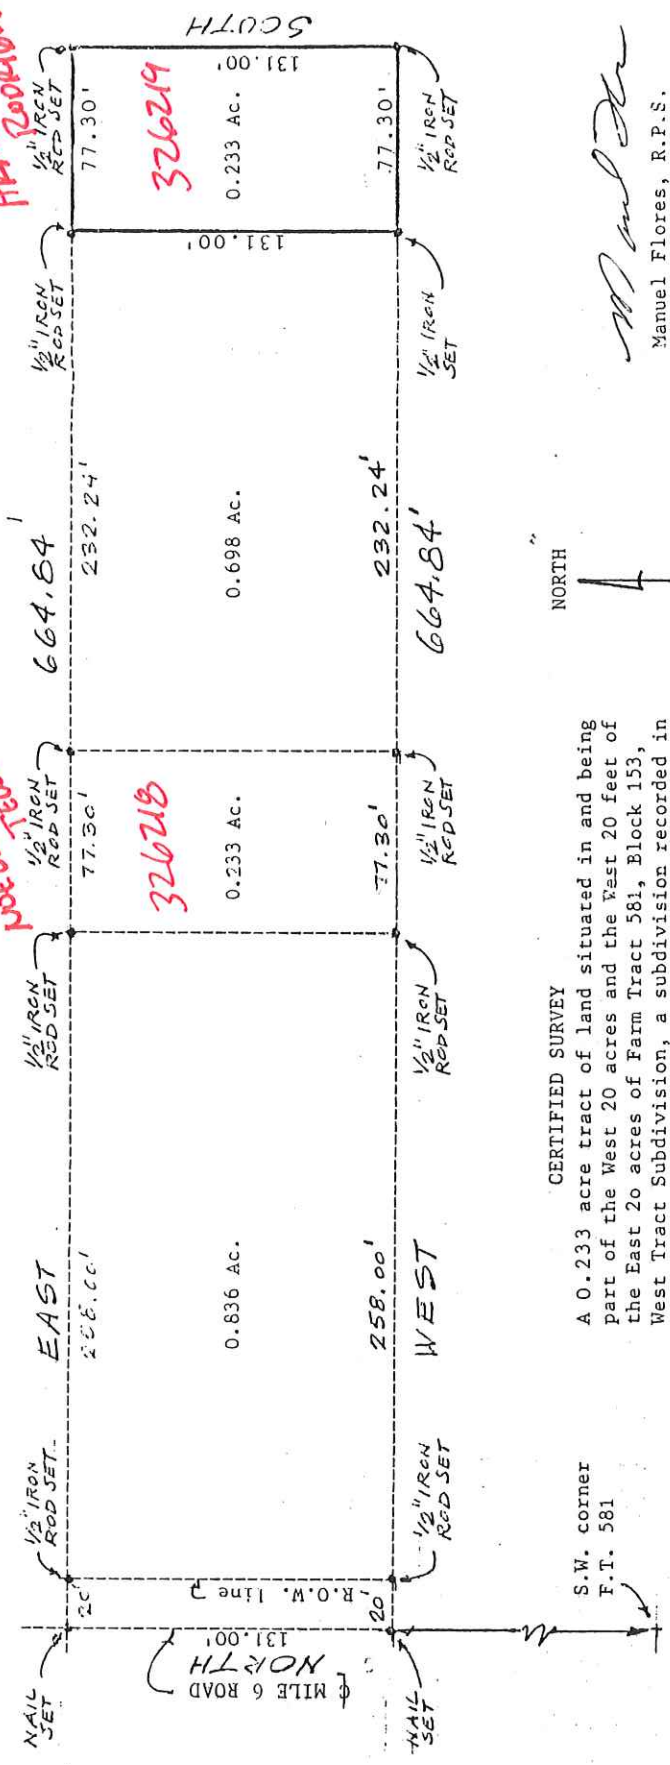 NAIL
SET
1/2" IRON
ROD SET
EAST
1/2" IRON
ROD SET
1/2" IRON
ROD SET
664.84'
1/2" IRON
ROD SET
1/2" IRON
ROD SET
20'
77.30'
232.24'
77.30'
₵ MILE 6 ROAD
NORTH
131.00'
R.O.W. line
0.836 Ac.
326218
0.233 Ac.
0.698 Ac.
131.00'
326219
0.233 Ac.
131.00'
SOUTH
20'
258.00'
77.30'
232.24'
77.30'
NAIL
SET
1/2" IRON
ROD SET
WEST
1/2" IRON
ROD SET
1/2" IRON
ROD SET
664.84'
1/2" IRON
SET
1/2" IRON
ROD SET
S.W. corner
F.T. 581
CERTIFIED SURVEY
A 0.233 acre tract of land situated in and being
part of the West 20 acres and the West 20 feet of
the East 2o acres of Farm Tract 581, Block 153,
West Tract Subdivision, a subdivision recorded in
NORTH
Manuel Flores, R.P.S.